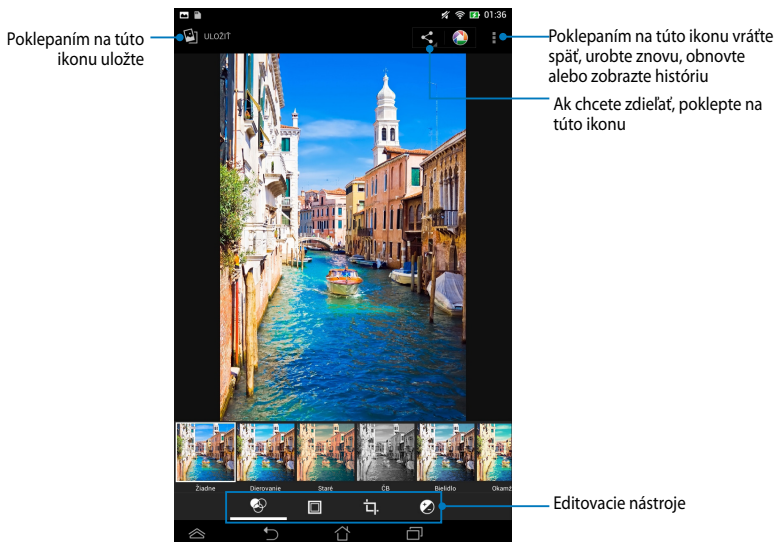 01:36
Poklepaním na túto
ikonu uložte
ULOŽIŤ
Poklepaním na túto ikonu vráťte
späť, urobte znovu, obnovte
alebo zobrazte históriu
Ak chcete zdieľať, poklepte na
túto ikonu
Žiadne
Dierovanie
Staré
ČB
Bielidlo
Okamž
Editovacie nástroje